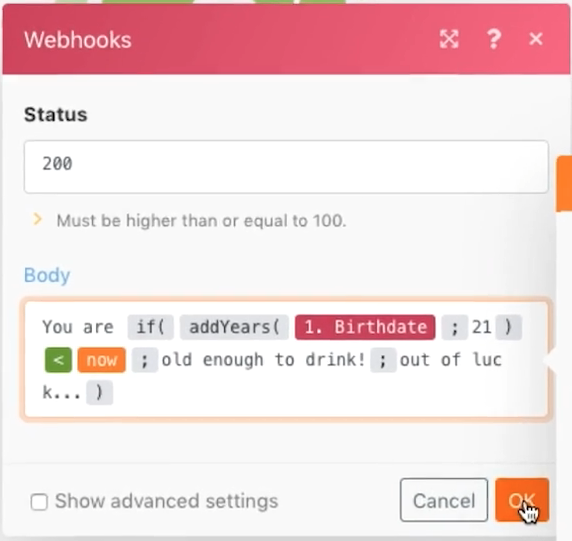 Webhooks ?
Status
200
Must be higher than or equal to 100.
Body
You are if( addYears( 1. Birthdate ; 21 )
< now ; old enough to drink! ; out of luc
k... )
Show advanced settings Cancel OK